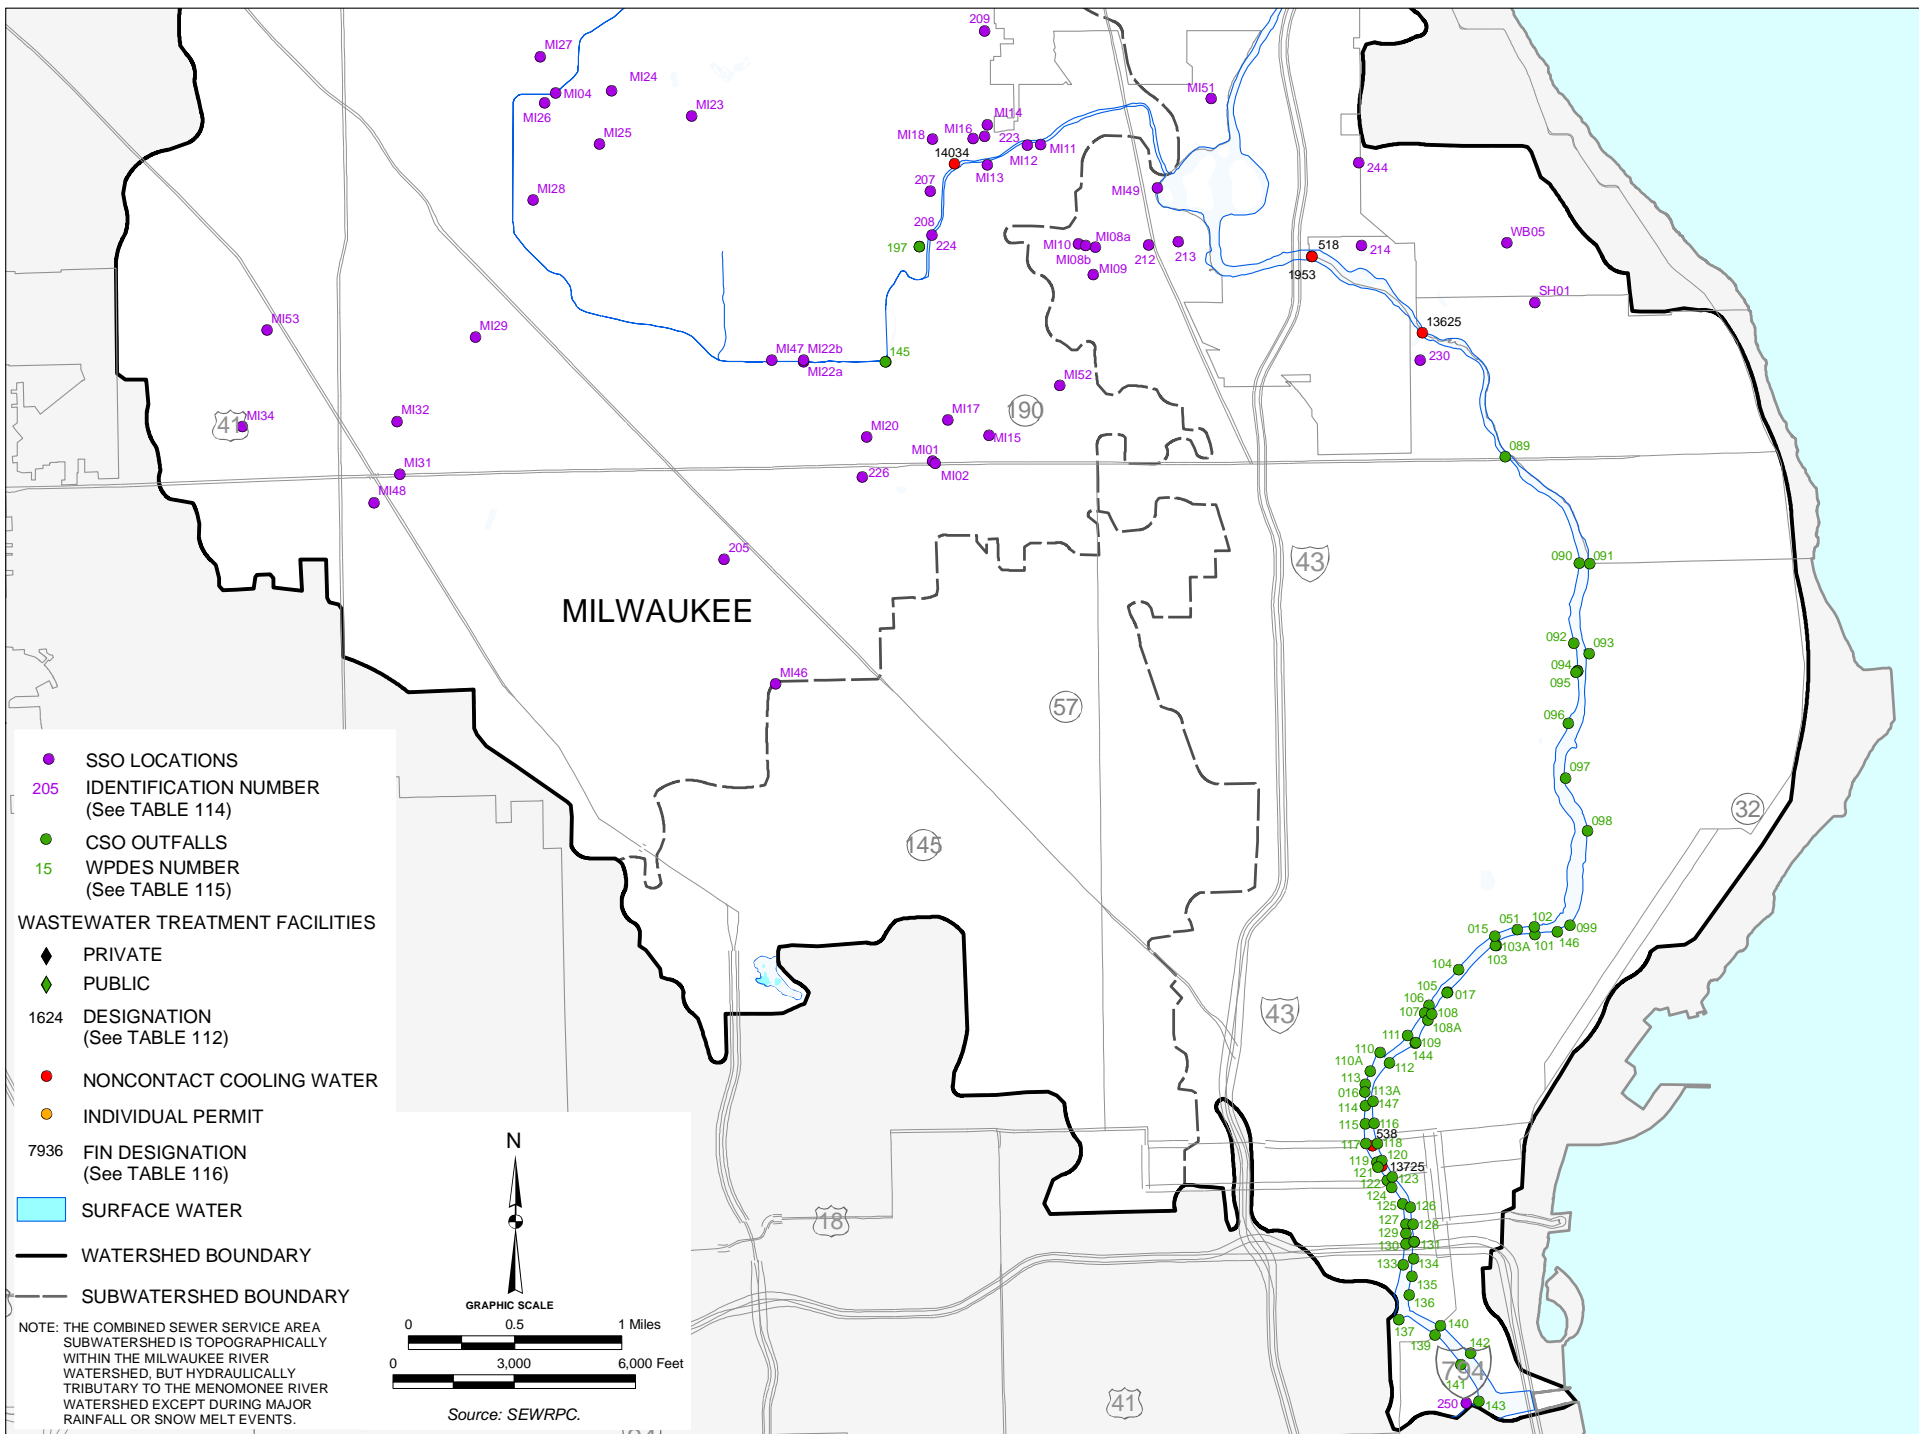 209
MI27
MI24
MI04
MI26
MI23
MI25
MI51
MI14
MI18
MI16
223
MI12
MI11
14034
MI13
244
207
MI28
MI49
208
197
224
MI10
MI08a
MI08b
MI09
212
213
518
1953
214
WB05
SH01
MI53
MI29
MI47
MI22b
MI22a
145
13625
230
MI52
190
MI34
41
MI32
MI17
MI20
MI15
MI01
MI02
226
MI31
MI48
089
205
43
090
091
MILWAUKEE
092
093
094
095
MI46
57
096
097
32
098
145
051
102
015
103A
101
146
099
103
104
105
017
106
107
108
108A
43
111
109
144
110
110A
112
113
016
113A
114
147
115
116
538
117
118
119
120
121
13725
122
123
124
125
126
127
128
129
130
131
133
134
135
136
137
140
139
142
794
141
250
143
18
41
SSO LOCATIONS
205 IDENTIFICATION NUMBER
(See TABLE 114)
CSO OUTFALLS
15 WPDES NUMBER
(See TABLE 115)
WASTEWATER TREATMENT FACILITIES
PRIVATE
PUBLIC
1624 DESIGNATION
(See TABLE 112)
NONCONTACT COOLING WATER
INDIVIDUAL PERMIT
7936 FIN DESIGNATION
(See TABLE 116)
SURFACE WATER
WATERSHED BOUNDARY
SUBWATERSHED BOUNDARY
NOTE: THE COMBINED SEWER SERVICE AREA
SUBWATERSHED IS TOPOGRAPHICALLY
WITHIN THE MILWAUKEE RIVER
WATERSHED, BUT HYDRAULICALLY
TRIBUTARY TO THE MENOMONEE RIVER
WATERSHED EXCEPT DURING MAJOR
RAINFALL OR SNOW MELT EVENTS.
N
GRAPHIC SCALE
0 0.5 1 Miles
0 3,000 6,000 Feet
Source: SEWRPC.